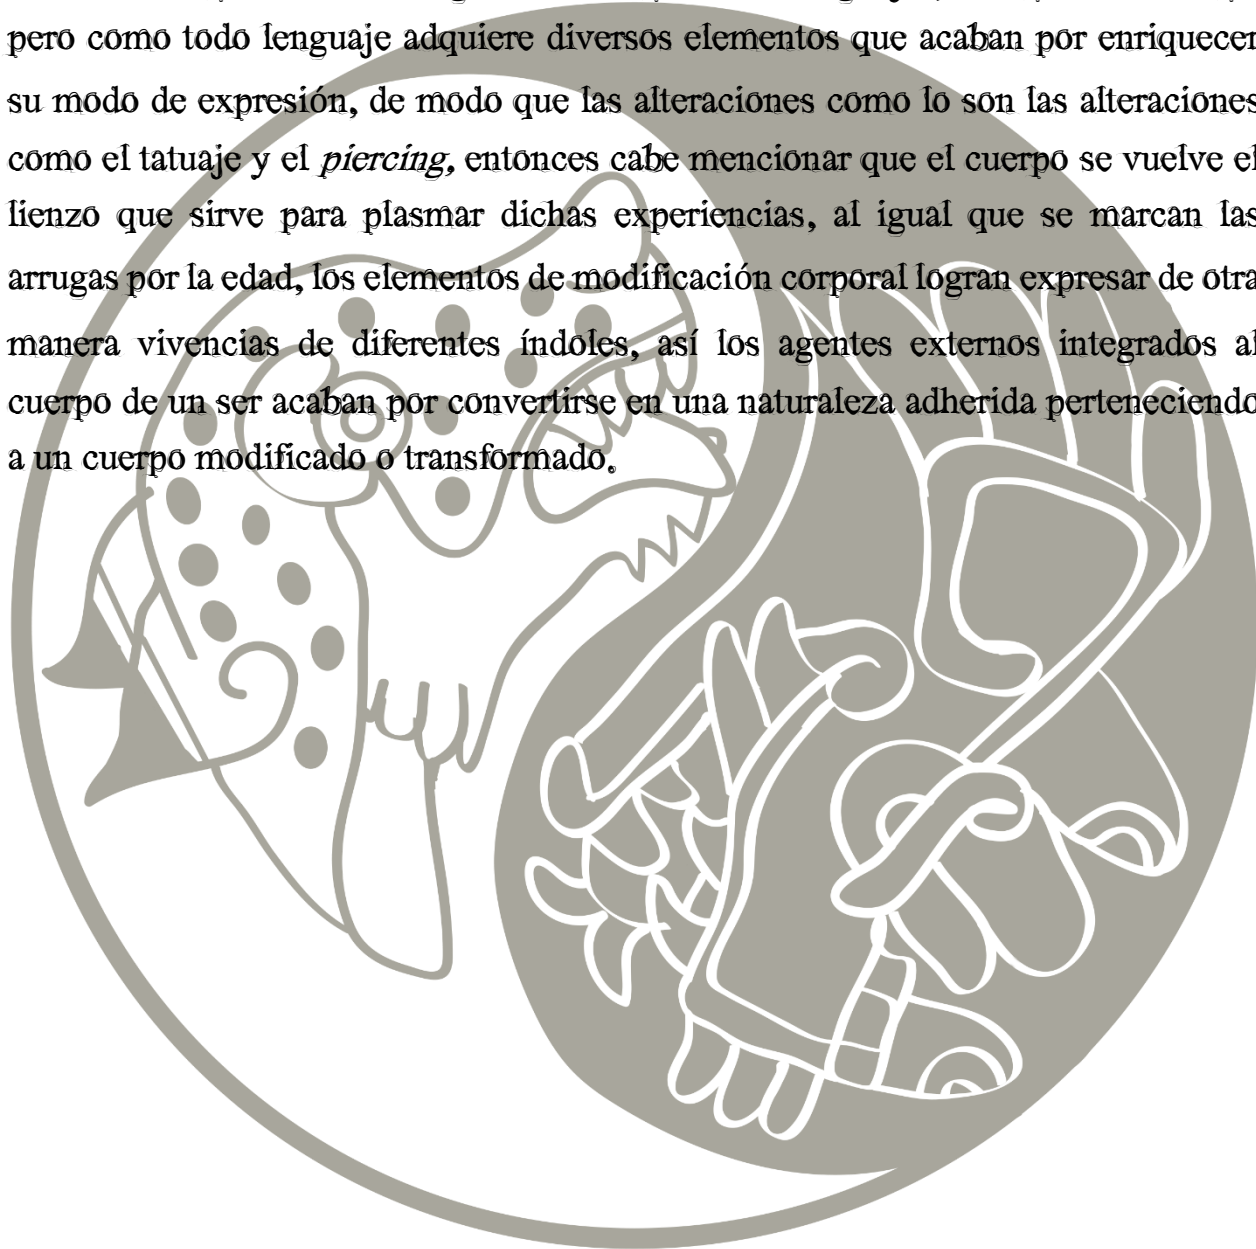 pero como todo lenguaje adquiere diversos elementos que acaban por enriquecer
su modo de expresión, de modo que las alteraciones como lo son las alteraciones
como el tatuaje y el piercing, entonces cabe mencionar que el cuerpo se vuelve el
lienzo que sirve para plasmar dichas experiencias, al igual que se marcan las
arrugas por la edad, los elementos de modificación corporal logran expresar de otra
manera vivencias de diferentes índoles, así los agentes externos integrados al
cuerpo de un ser acaban por convertirse en una naturaleza adherida perteneciendo
a un cuerpo modificado o transformado.